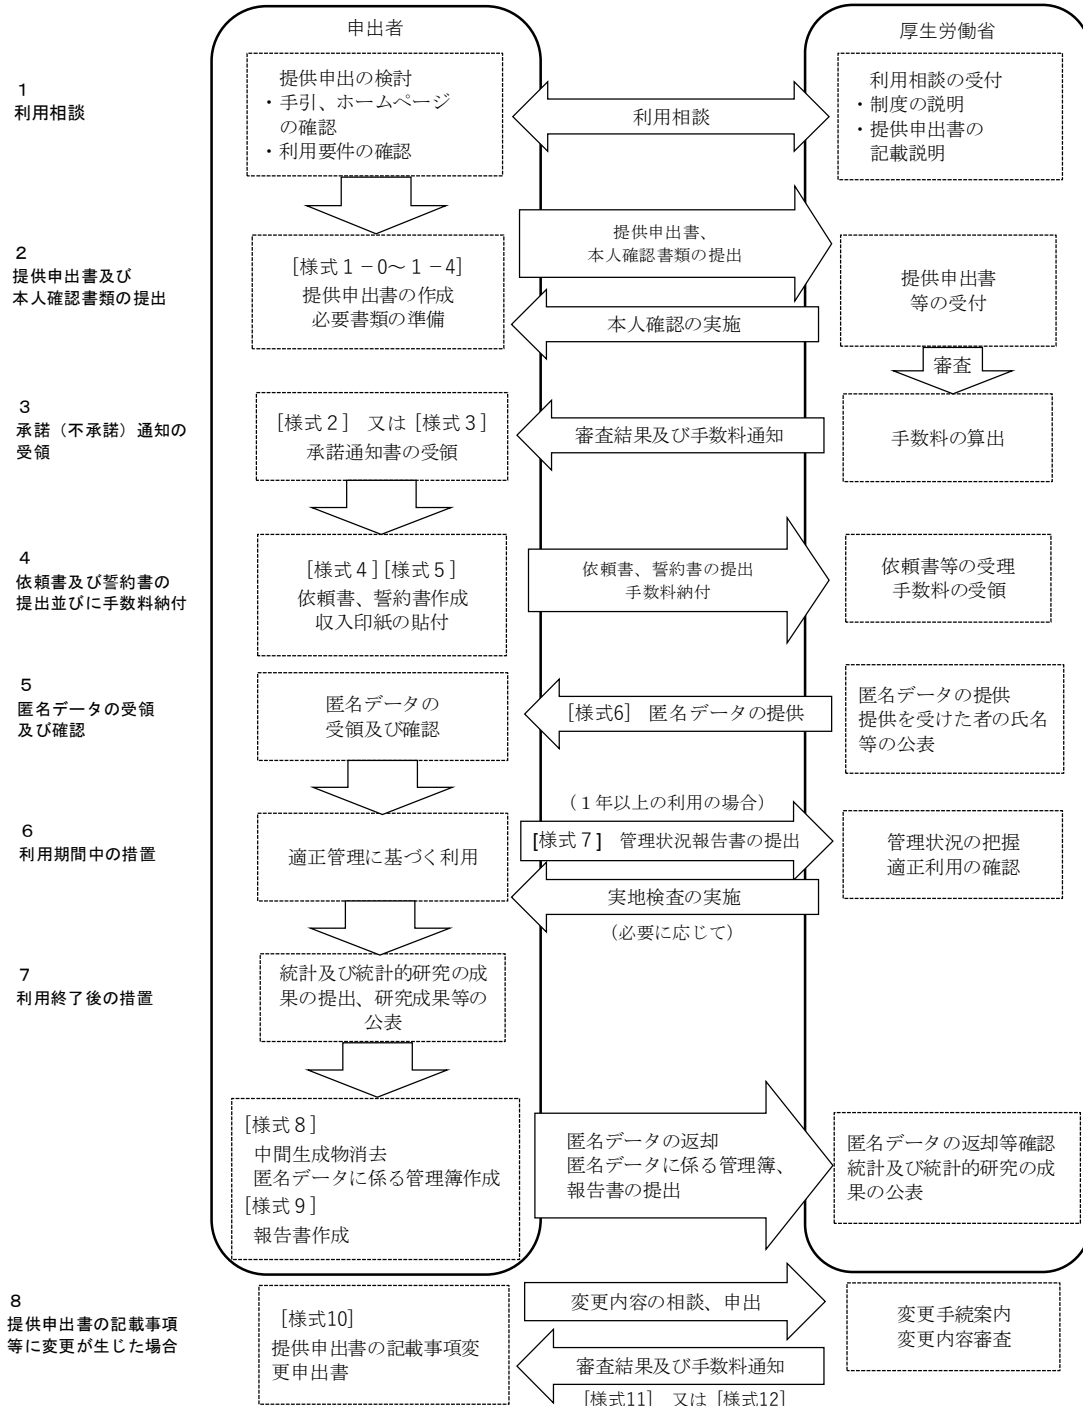 申出者
厚生労働省
1
利用相談
提供申出の検討
・手引、ホームページ
の確認
・利用要件の確認
利用相談
利用相談の受付
・制度の説明
・提供申出書の
記載説明
2
提供申出書及び
本人確認書類の提出
[様式１－0～１－4]
提供申出書の作成
必要書類の準備
提供申出書、
本人確認書類の提出
本人確認の実施
提供申出書
等の受付
審査
3
承諾（不承諾）通知の
受領
[様式２]　又は [様式３]
承諾通知書の受領
審査結果及び手数料通知
手数料の算出
4
依頼書及び誓約書の
提出並びに手数料納付
[様式４] [様式５]
依頼書、誓約書作成
収入印紙の貼付
依頼書、誓約書の提出
手数料納付
依頼書等の受理
手数料の受領
5
匿名データの受領
及び確認
匿名データの
受領及び確認
[様式6]　匿名データの提供
匿名データの提供
提供を受けた者の氏名
等の公表
6
利用期間中の措置
適正管理に基づく利用
（１年以上の利用の場合）
[様式７]　管理状況報告書の提出
実地検査の実施
（必要に応じて）
管理状況の把握
適正利用の確認
7
利用終了後の措置
統計及び統計的研究の成
果の提出、研究成果等の
公表
[様式８]
中間生成物消去
匿名データに係る管理簿作成
[様式９]
報告書作成
匿名データの返却
匿名データに係る管理簿、
報告書の提出
匿名データの返却等確認
統計及び統計的研究の成
果の公表
8
提供申出書の記載事項
等に変更が生じた場合
[様式10]
提供申出書の記載事項変
更申出書
変更内容の相談、申出
審査結果及び手数料通知
[様式11]　又は [様式12]
変更手続案内
変更内容審査